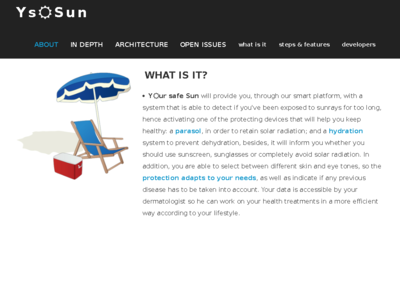 Ys☼Sun
ABOUT IN DEPTH ARCHITECTURE OPEN ISSUES what is it steps & features developers
WHAT IS IT?
• Y○ur safe Sun will provide you, through our smart platform, with a
system that is able to detect if you've been exposed to sunrays for too long,
hence activating one of the protecting devices that will help you keep
healthy: a parasol, in order to retain solar radiation; and a hydration
system to prevent dehydration, besides, it will inform you whether you
should use sunscreen, sunglasses or completely avoid solar radiation. In
addition, you are able to select between different skin and eye tones, so the
protection adapts to your needs, as well as indicate if any previous
disease has to be taken into account. Your data is accessible by your
dermatologist so he can work on your health treatments in a more efficient
way according to your lifestyle.